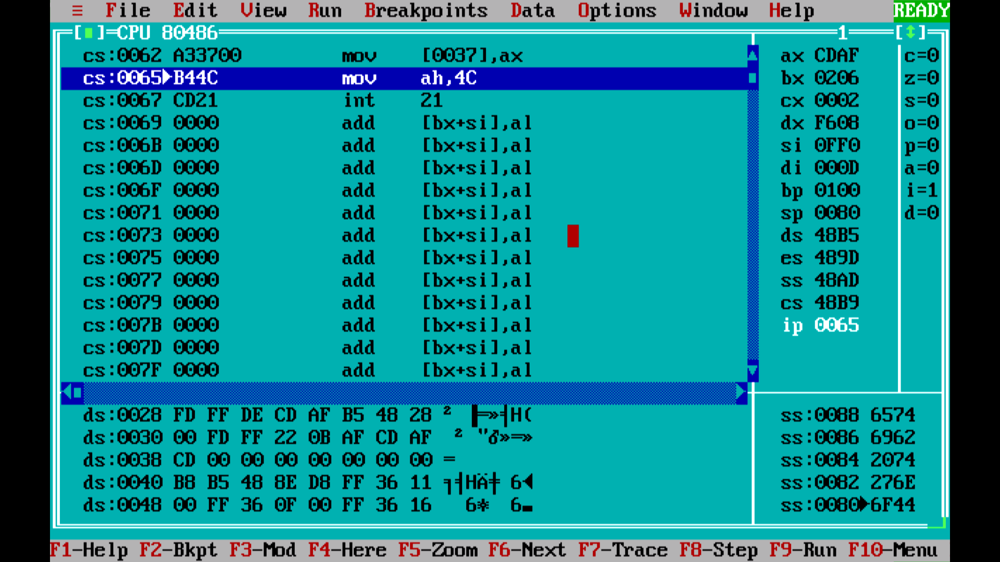 ≡ File Edit View Run Breakpoints Data Options Window Help READY
[■]=CPU 80486 1 [↕]
cs:0062 A33700 mov [0037],ax ax CDAF c=0
cs:0065►B44C mov ah,4C bx 0206 z=0
cs:0067 CD21 int 21 cx 0002 s=0
cs:0069 0000 add [bx+si],al dx F608 o=0
cs:006B 0000 add [bx+si],al si 0FF0 p=0
cs:006D 0000 add [bx+si],al di 000D a=0
cs:006F 0000 add [bx+si],al bp 0100 i=1
cs:0071 0000 add [bx+si],al sp 0080 d=0
cs:0073 0000 add [bx+si],al ds 48B5
cs:0075 0000 add [bx+si],al es 489D
cs:0077 0000 add [bx+si],al ss 48AD
cs:0079 0000 add [bx+si],al cs 48B9
cs:007B 0000 add [bx+si],al ip 0065
cs:007D 0000 add [bx+si],al
cs:007F 0000 add [bx+si],al
ds:0028 FD FF DE CD AF B5 48 28 ² ▐═»╡H( ss:0088 6574
ds:0030 00 FD FF 22 0B AF CD AF ² "♂»═» ss:0086 6962
ds:0038 CD 00 00 00 00 00 00 00 ═ ss:0084 2074
ds:0040 B8 B5 48 8E D8 FF 36 11 ╕╡HÄ╪ 6◄ ss:0082 276E
ds:0048 00 FF 36 0F 00 FF 36 16 6☼ 6▬ ss:0080►6F44
F1-Help F2-Bkpt F3-Mod F4-Here F5-Zoom F6-Next F7-Trace F8-Step F9-Run F10-Menu